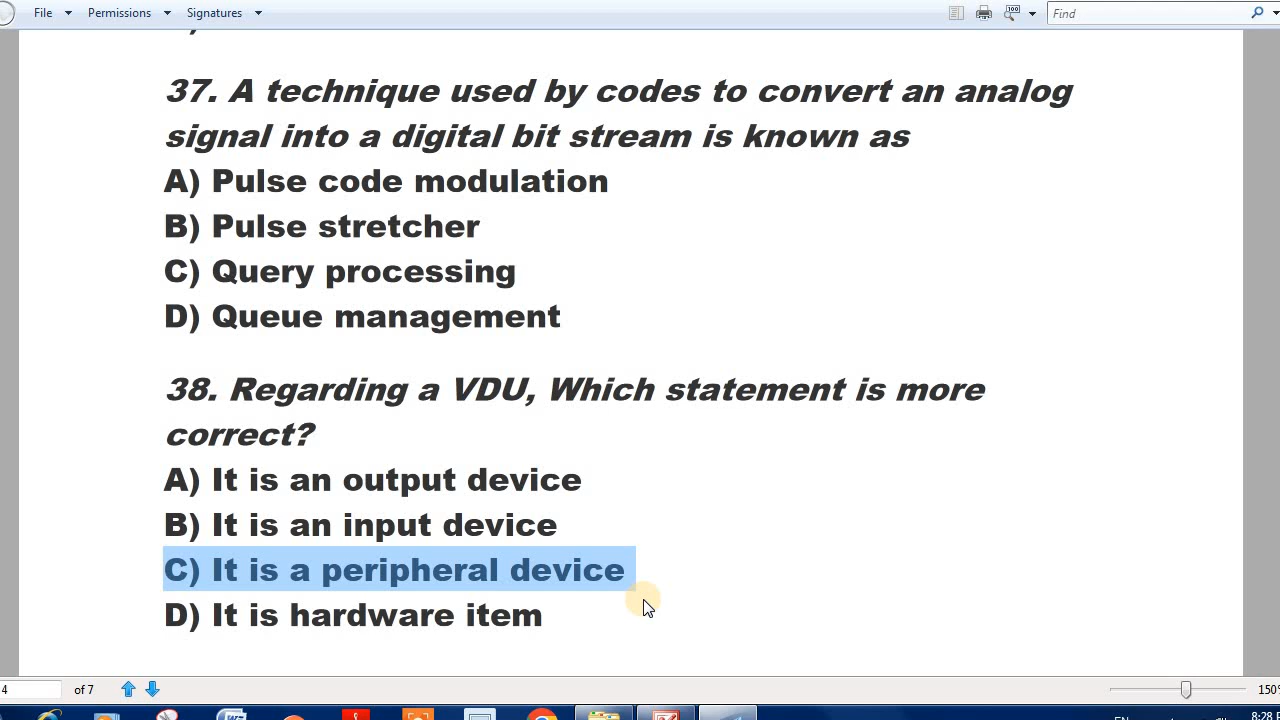 File Permissions Signatures Find
37. A technique used by codes to convert an analog
signal into a digital bit stream is known as
A) Pulse code modulation
B) Pulse stretcher
C) Query processing
D) Queue management
38. Regarding a VDU, Which statement is more
correct?
A) It is an output device
B) It is an input device
C) It is a peripheral device
D) It is hardware item
4 of 7 150%
EN 8:28